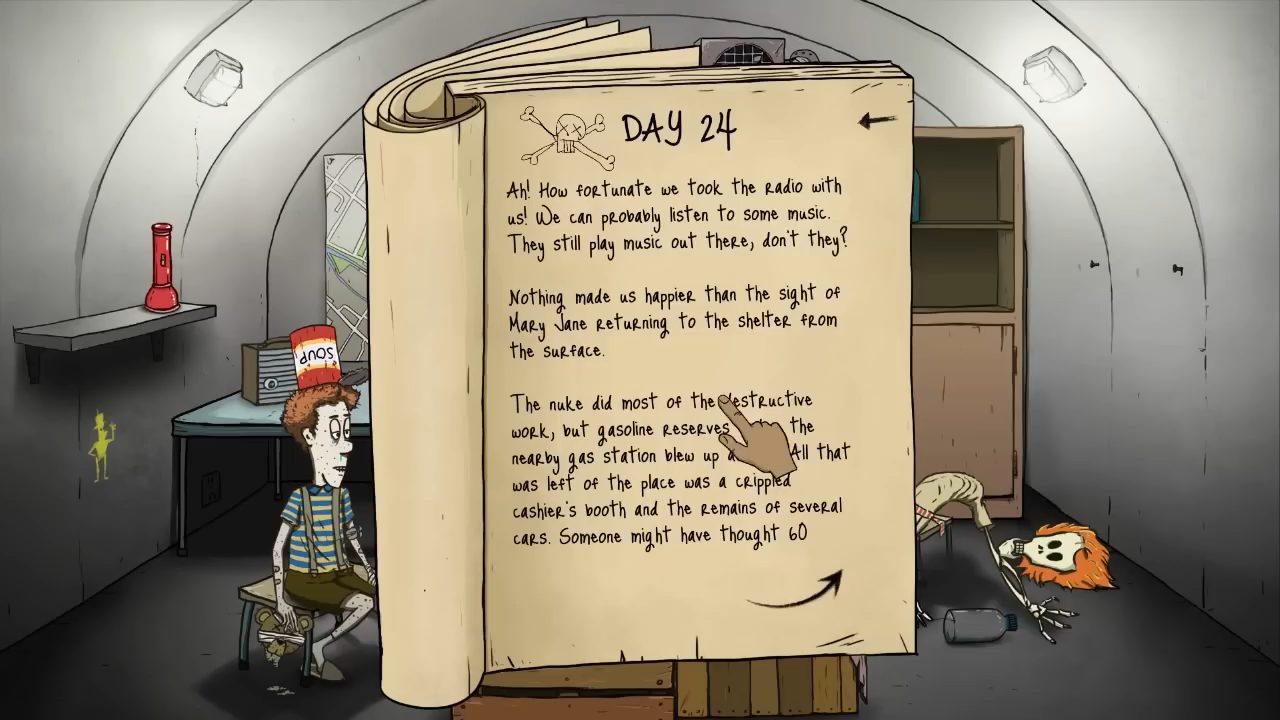 DAY 24
Ah! How fortunate we took the radio with
us! We can probably listen to some music.
They still play music out there, don't they?
Nothing made us happier than the sight of
Mary Jane returning to the shelter from
the surface.
The nuke did most of the destructive
work, but gasoline reserves the
nearby gas station blew up All that
was left of the place was a crippled
cashier's booth and the remains of several
cars. Someone might have thought 60
SOUP